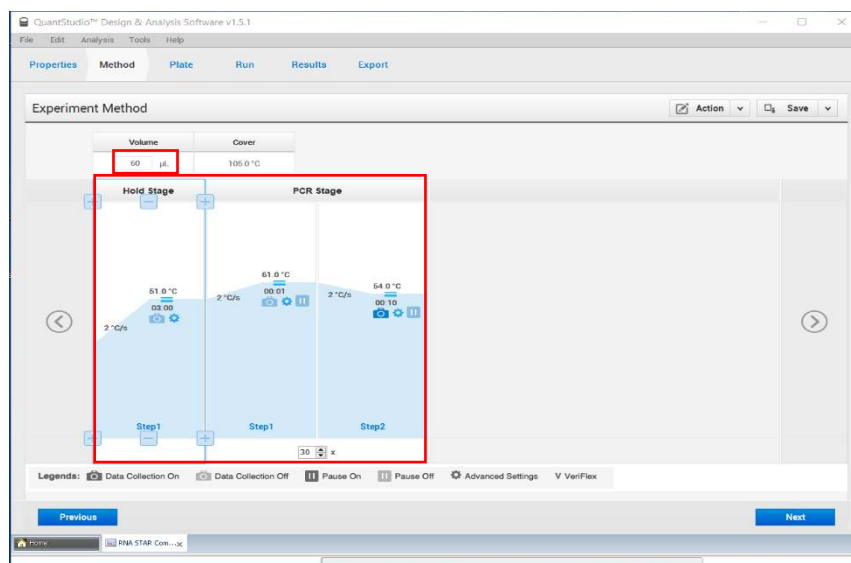 QuantStudio™ Design & Analysis Software v1.5.1
File Edit Analysis Tools Help
Properties Method Plate Run Results Export
Experiment Method
Action
Save
Volume Cover
60 µL 105.0 °C
Hold Stage PCR Stage
61.0 °C
51.0 °C 54.0 °C
2 °C/s 00:01 2 °C/s
03:00 00:10
2 °C/s
Step1 Step1 Step2
30 x
Legends: Data Collection On Data Collection Off Pause On Pause Off Advanced Settings V VeriFlex
Previous Next
Home RNA STAR Com...